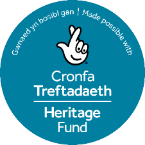 Gwnaed yn bosibl gan | Made possible with
Cronfa
Treftadaeth
Heritage
Fund